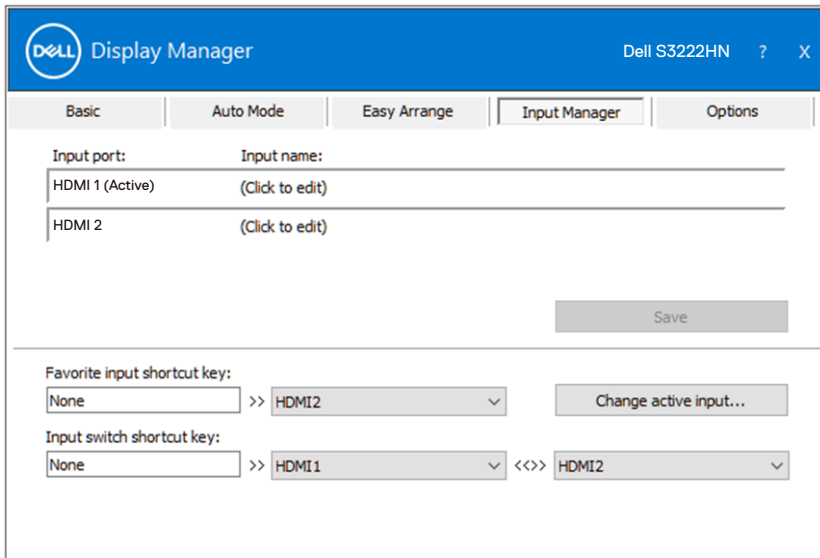 DELL Display Manager Dell S3222HN ? X
Basic Auto Mode Easy Arrange Input Manager Options
Input port: Input name:
HDMI 1 (Active) (Click to edit)
HDMI 2 (Click to edit)
Save
Favorite input shortcut key:
None >> HDMI2 Change active input...
Input switch shortcut key:
None >> HDMI1 <<>> HDMI2